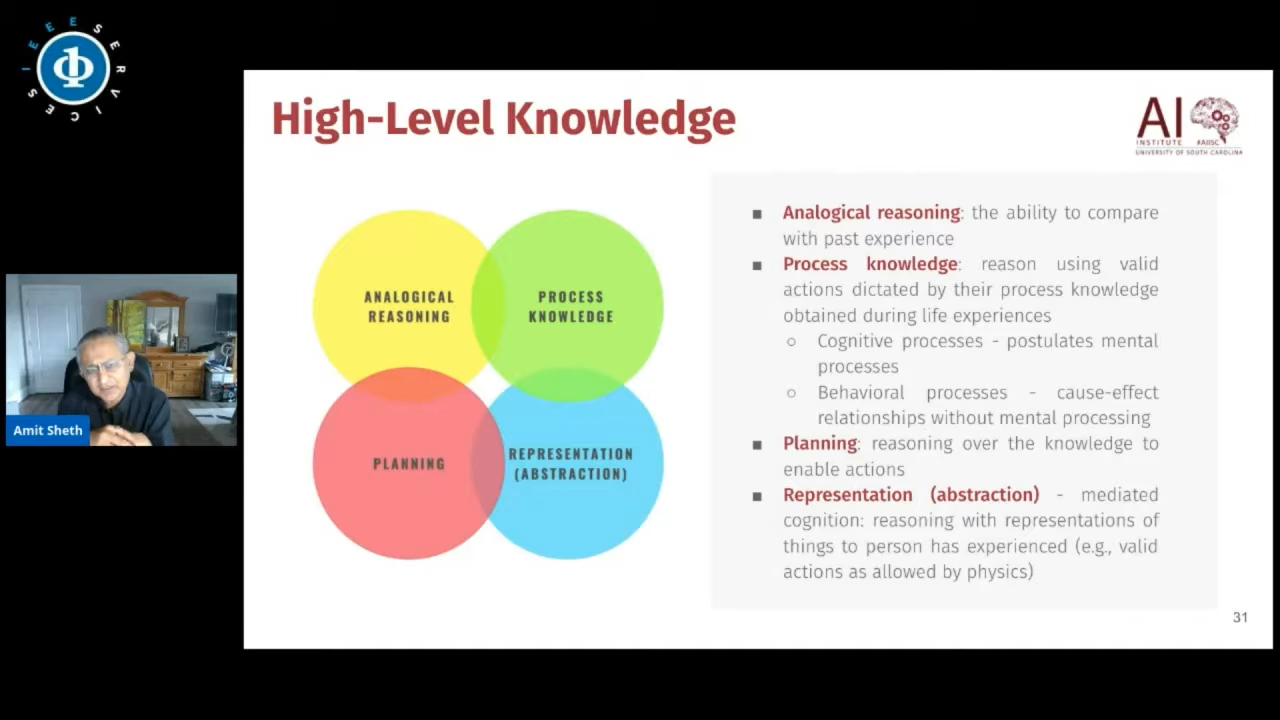 IEEE SERVICES
High-Level Knowledge
AI
INSTITUTE #AIISC
UNIVERSITY OF SOUTH CAROLINA
ANALOGICAL
REASONING
PROCESS
KNOWLEDGE
PLANNING
REPRESENTATION
(ABSTRACTION)
■ Analogical reasoning: the ability to compare
with past experience
■ Process knowledge: reason using valid
actions dictated by their process knowledge
obtained during life experiences
○ Cognitive processes - postulates mental
processes
○ Behavioral processes - cause-effect
relationships without mental processing
■ Planning: reasoning over the knowledge to
enable actions
■ Representation (abstraction) - mediated
cognition: reasoning with representations of
things to person has experienced (e.g., valid
actions as allowed by physics)
31
Amit Sheth